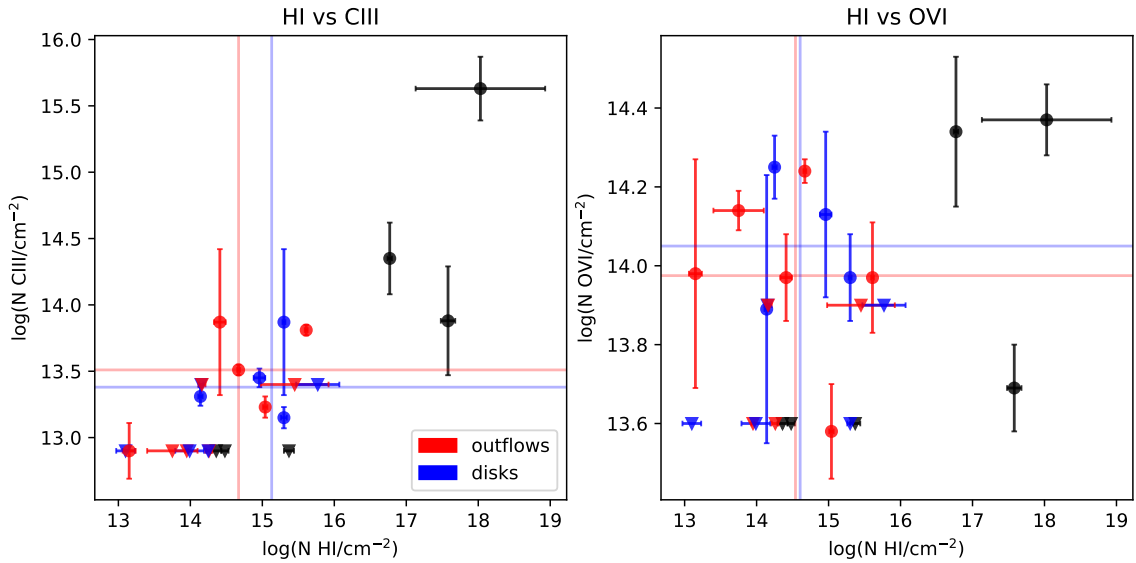 HI vs CIII
log(N CIII/cm⁻²)
16.0
15.5
15.0
14.5
14.0
13.5
13.0
13 14 15 16 17 18 19
log(N HI/cm⁻²)
outflows
disks
HI vs OVI
log(N OVI/cm⁻²)
14.4
14.2
14.0
13.8
13.6
13 14 15 16 17 18 19
log(N HI/cm⁻²)